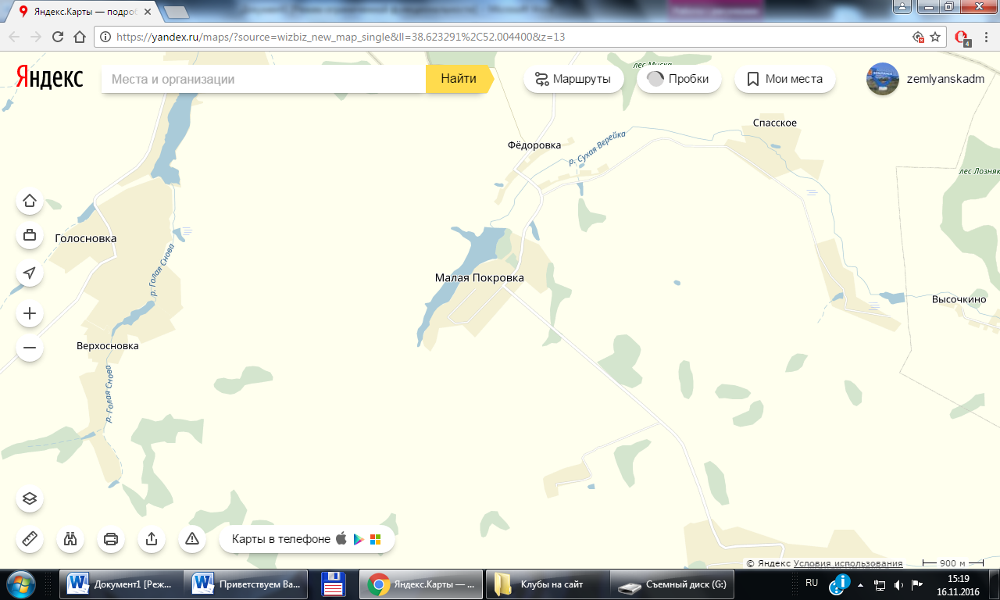 Яндекс.Карты — подроб
https://yandex.ru/maps/?source=wizbiz_new_map_single&ll=38.623291%2C52.004400&z=13
4
Яндекс
Места и организации
Найти
Маршруты
Пробки
Мои места
zemlyanskadm
лес Миска
Спасское
Фёдоровка
р. Сухая Верейка
лес Лозняк
Голосновка
р. Голая Снова
Малая Покровка
Высочкино
Верхосновка
р. Голая Снова
Карты в телефоне
© Яндекс Условия использования
900 м
Документ1 [Реж...
Приветствуем Ва...
Яндекс.Карты — ...
Клубы на сайт
Съемный диск (G:)
RU
15:19
16.11.2016